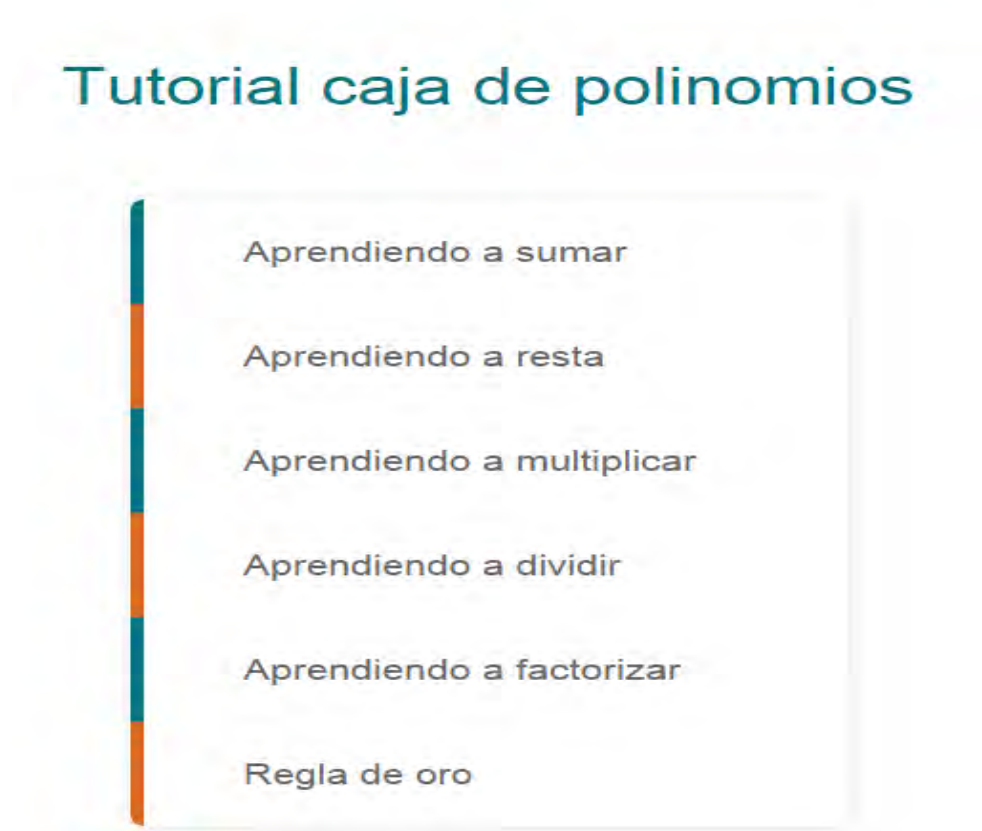 Tutorial caja de polinomios
Aprendiendo a sumar
Aprendiendo a resta
Aprendiendo a multiplicar
Aprendiendo a dividir
Aprendiendo a factorizar
Regla de oro